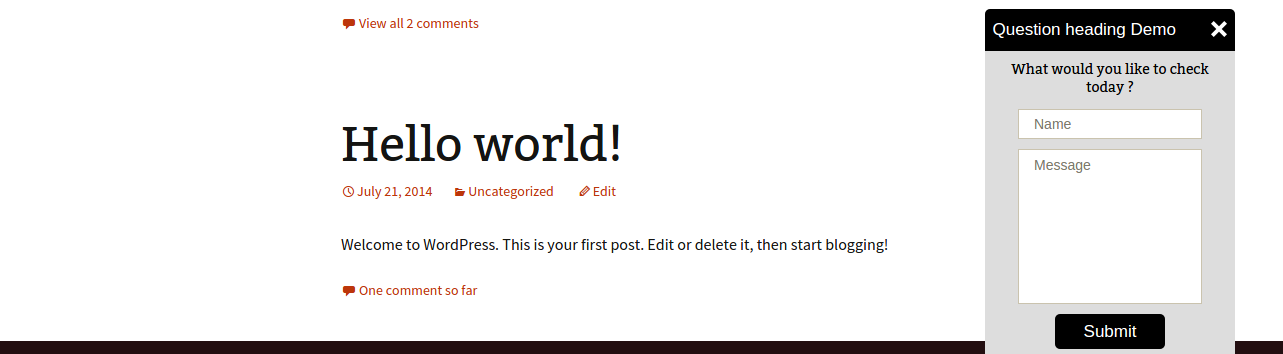 View all 2 comments
Hello world!
July 21, 2014 Uncategorized Edit
Welcome to WordPress. This is your first post. Edit or delete it, then start blogging!
One comment so far
Question heading Demo
What would you like to check
today ?
Name
Message
Submit